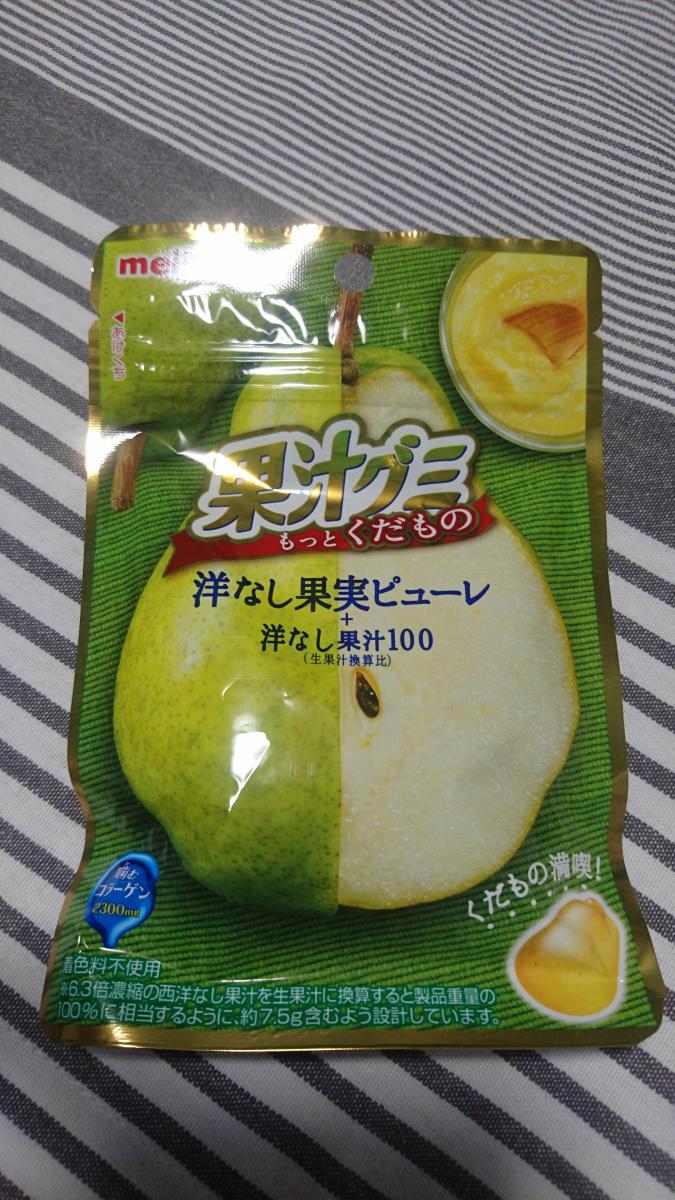 あけくち
果汁グミ
もっとくだもの
洋なし果実ピューレ
+
洋なし果汁100
(生果汁換算比)
噛む
コラーゲン
2300mg
くだもの満喫!
着色料不使用
※6.3倍濃縮の西洋なし果汁を生果汁に換算すると製品重量の
100%に相当するように、約7.5g含むよう設計しています。